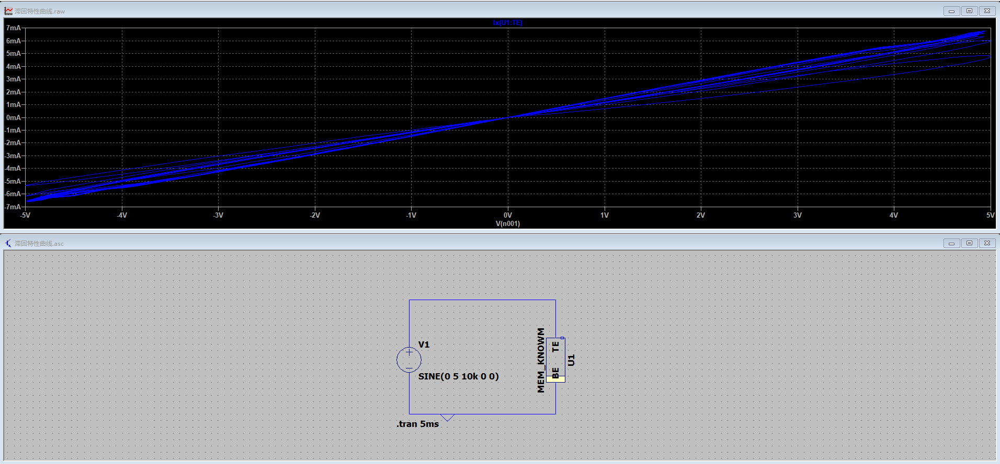 滞回特性曲线.raw
Ix(U1:TE)
7mA
6mA
5mA
4mA
3mA
2mA
1mA
0mA
-1mA
-2mA
-3mA
-4mA
-5mA
-6mA
-7mA
-5V -4V -3V -2V -1V 0V 1V 2V 3V 4V 5V
V(n001)
滞回特性曲线.asc
V1
SINE(0 5 10k 0 0)
MEM_KNOWM
TE
BE
U1
.tran 5ms